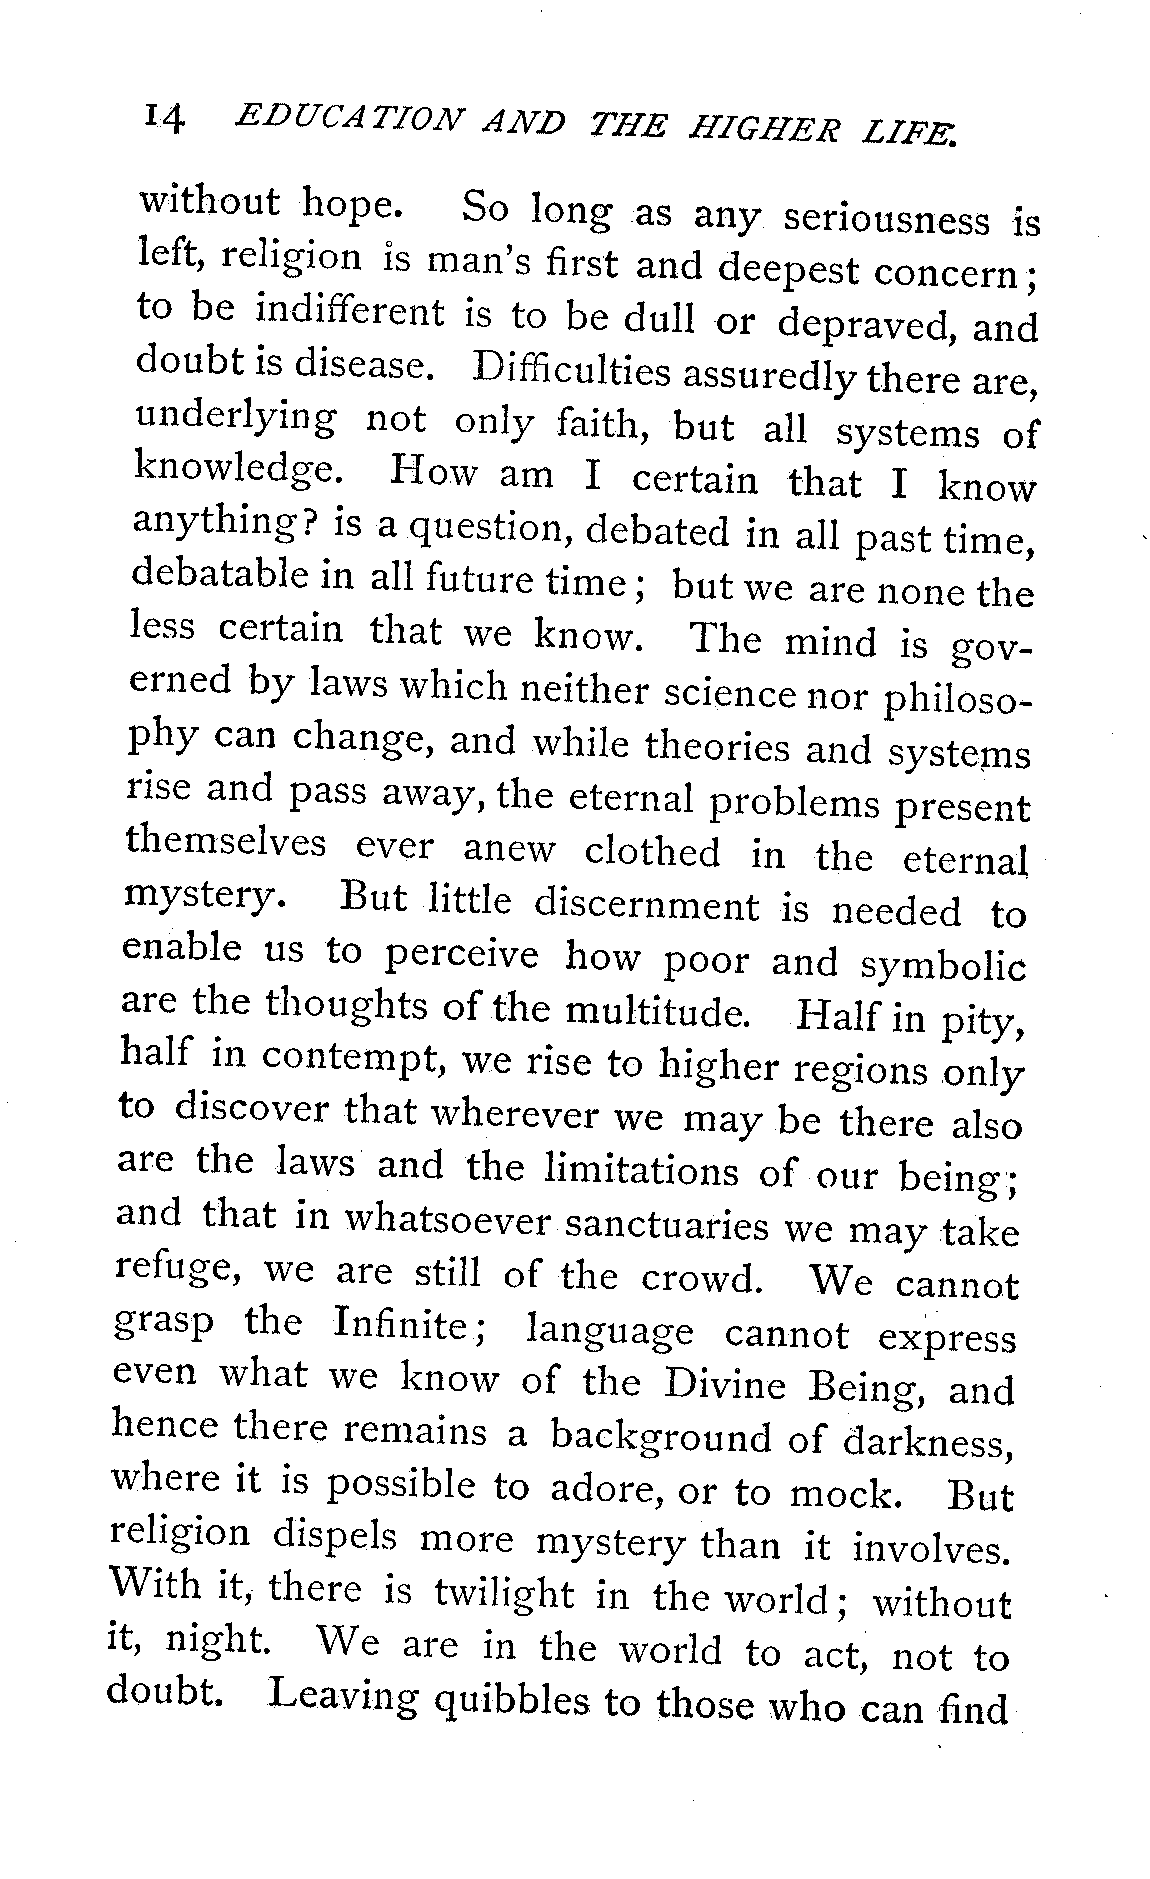 14 EDUCATION AND THE HIGHER LIFE.
without hope. So long as any seriousness is
left, religion is man's first and deepest concern;
to be indifferent is to be dull or depraved, and
doubt is disease. Difficulties assuredly there are,
underlying not only faith, but all systems of
knowledge. How am I certain that I know
anything? is a question, debated in all past time,
debatable in all future time; but we are none the
less certain that we know. The mind is gov-
erned by laws which neither science nor philoso-
phy can change, and while theories and systems
rise and pass away, the eternal problems present
themselves ever anew clothed in the eternal
mystery. But little discernment is needed to
enable us to perceive how poor and symbolic
are the thoughts of the multitude. Half in pity,
half in contempt, we rise to higher regions only
to discover that wherever we may be there also
are the laws and the limitations of our being;
and that in whatsoever sanctuaries we may take
refuge, we are still of the crowd. We cannot
grasp the Infinite; language cannot express
even what we know of the Divine Being, and
hence there remains a background of darkness,
where it is possible to adore, or to mock. But
religion dispels more mystery than it involves.
With it, there is twilight in the world; without
it, night. We are in the world to act, not to
doubt. Leaving quibbles to those who can find